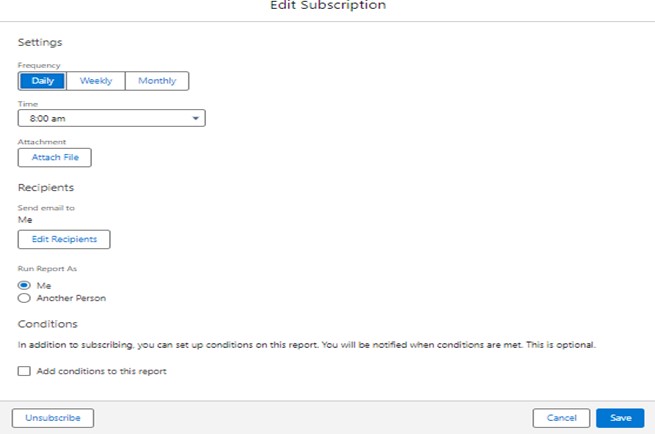 Edit Subscription
Settings
Frequency
Daily Weekly Monthly
Time
8:00 am
Attachment
Attach File
Recipients
Send email to
Me
Edit Recipients
Run Report As
Me
Another Person
Conditions
In addition to subscribing, you can set up conditions on this report. You will be notified when conditions are met. This is optional.
Add conditions to this report
Unsubscribe Cancel Save